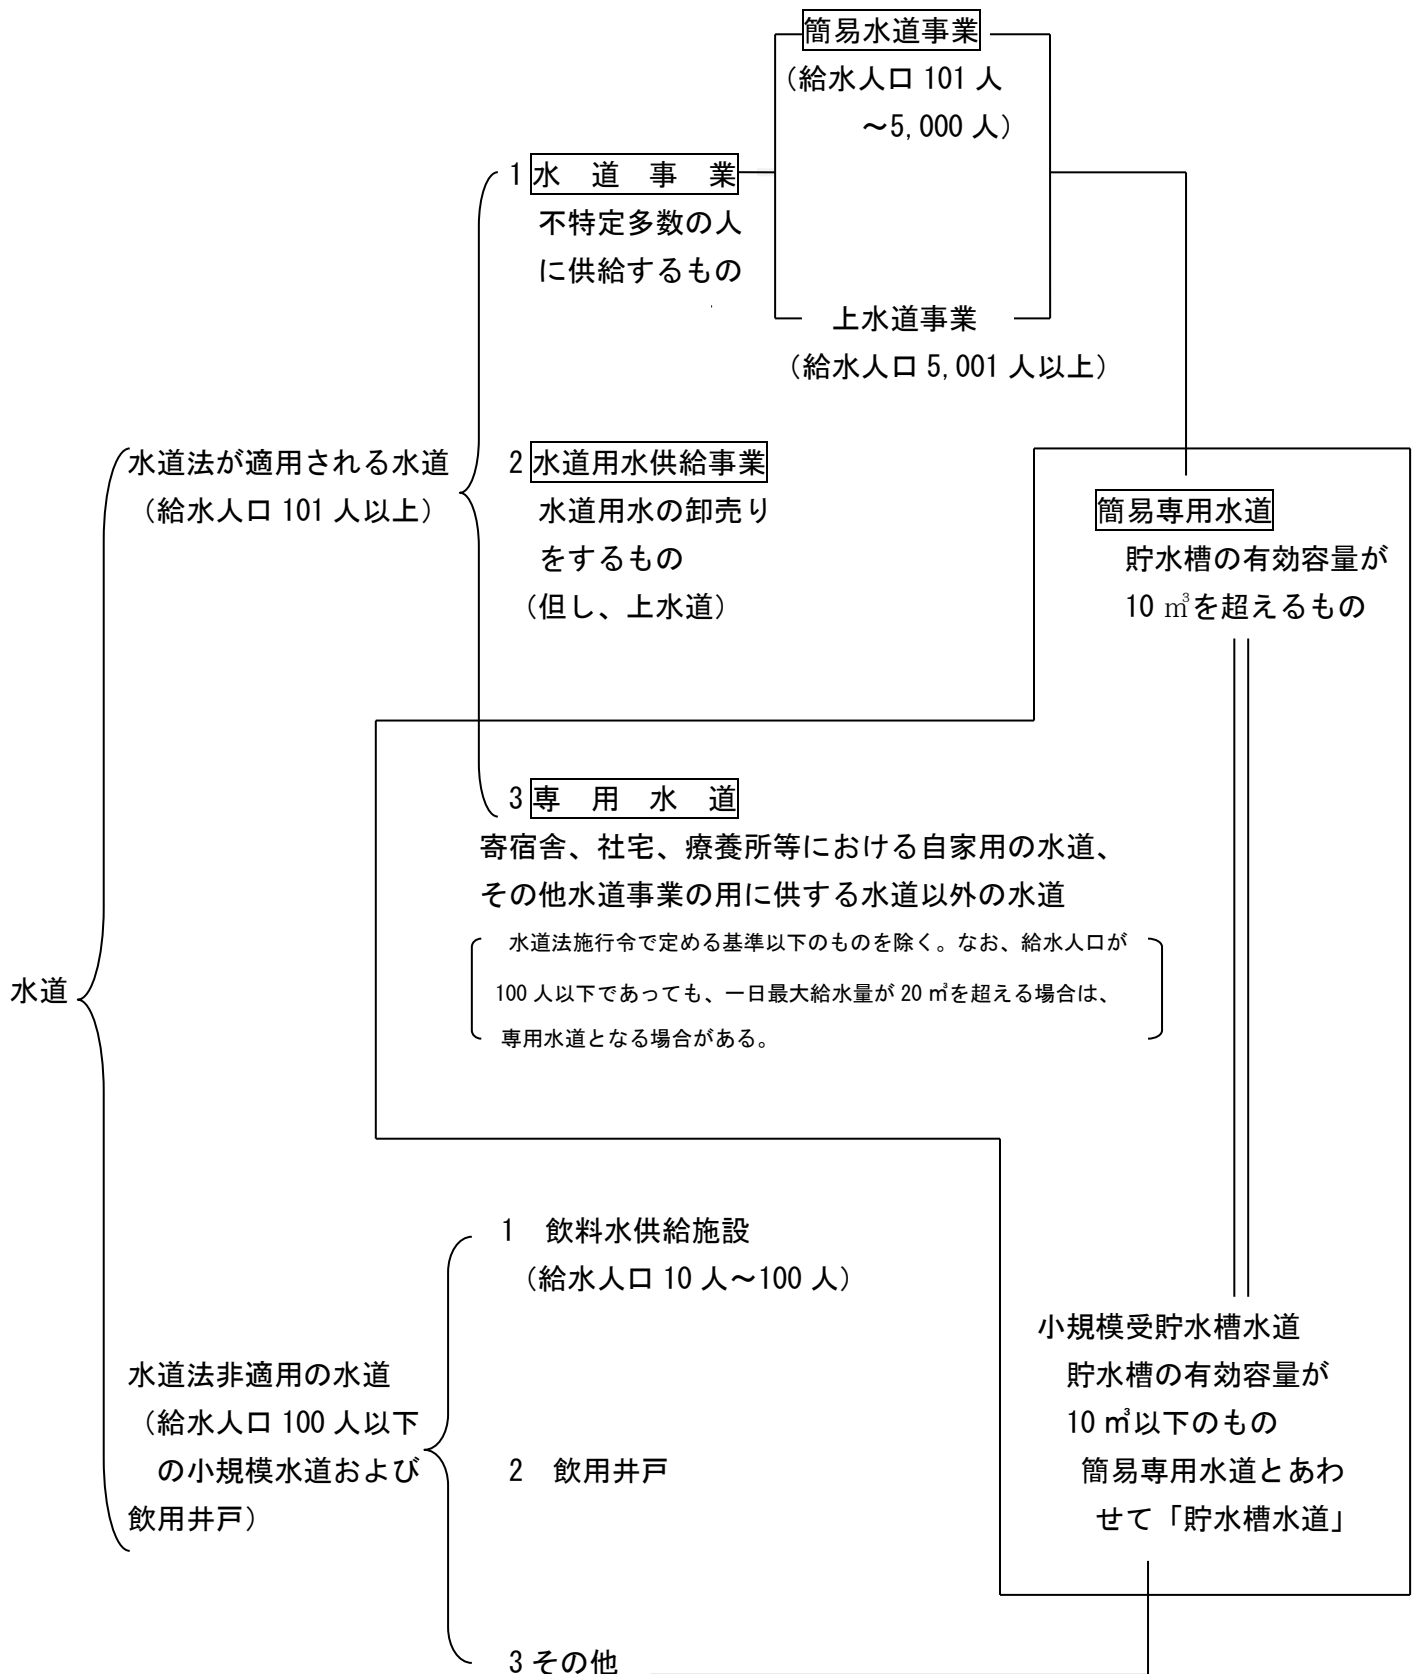 簡易水道事業
（給水人口 101 人
～5,000 人）
1 水　道　事　業
不特定多数の人
に供給するもの
上水道事業
（給水人口 5,001 人以上）
水道法が適用される水道
（給水人口 101 人以上）
2 水道用水供給事業
水道用水の卸売り
をするもの
（但し、上水道）
簡易専用水道
貯水槽の有効容量が
10 ㎥を超えるもの
3 専　用　水　道
寄宿舎、社宅、療養所等における自家用の水道、
その他水道事業の用に供する水道以外の水道
水道法施行令で定める基準以下のものを除く。なお、給水人口が
100 人以下であっても、一日最大給水量が 20 ㎥を超える場合は、
専用水道となる場合がある。
水道
1　飲料水供給施設
（給水人口 10 人～100 人）
水道法非適用の水道
（給水人口 100 人以下
の小規模水道および
飲用井戸）
2　飲用井戸
小規模受貯水槽水道
貯水槽の有効容量が
10 ㎥以下のもの
簡易専用水道とあわ
せて「貯水槽水道」
3 その他